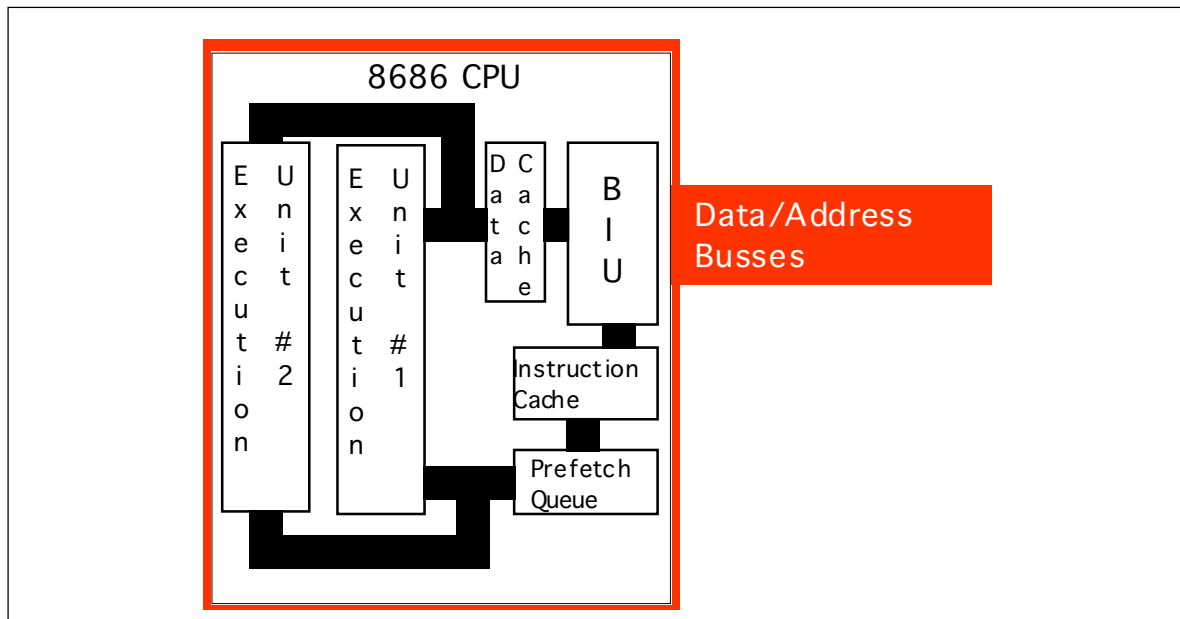 8686 CPU
Execution
Unit #2
Execution
Unit #1
Data
Cache
BIU
Data/Address
Busses
Instruction
Cache
Prefetch
Queue